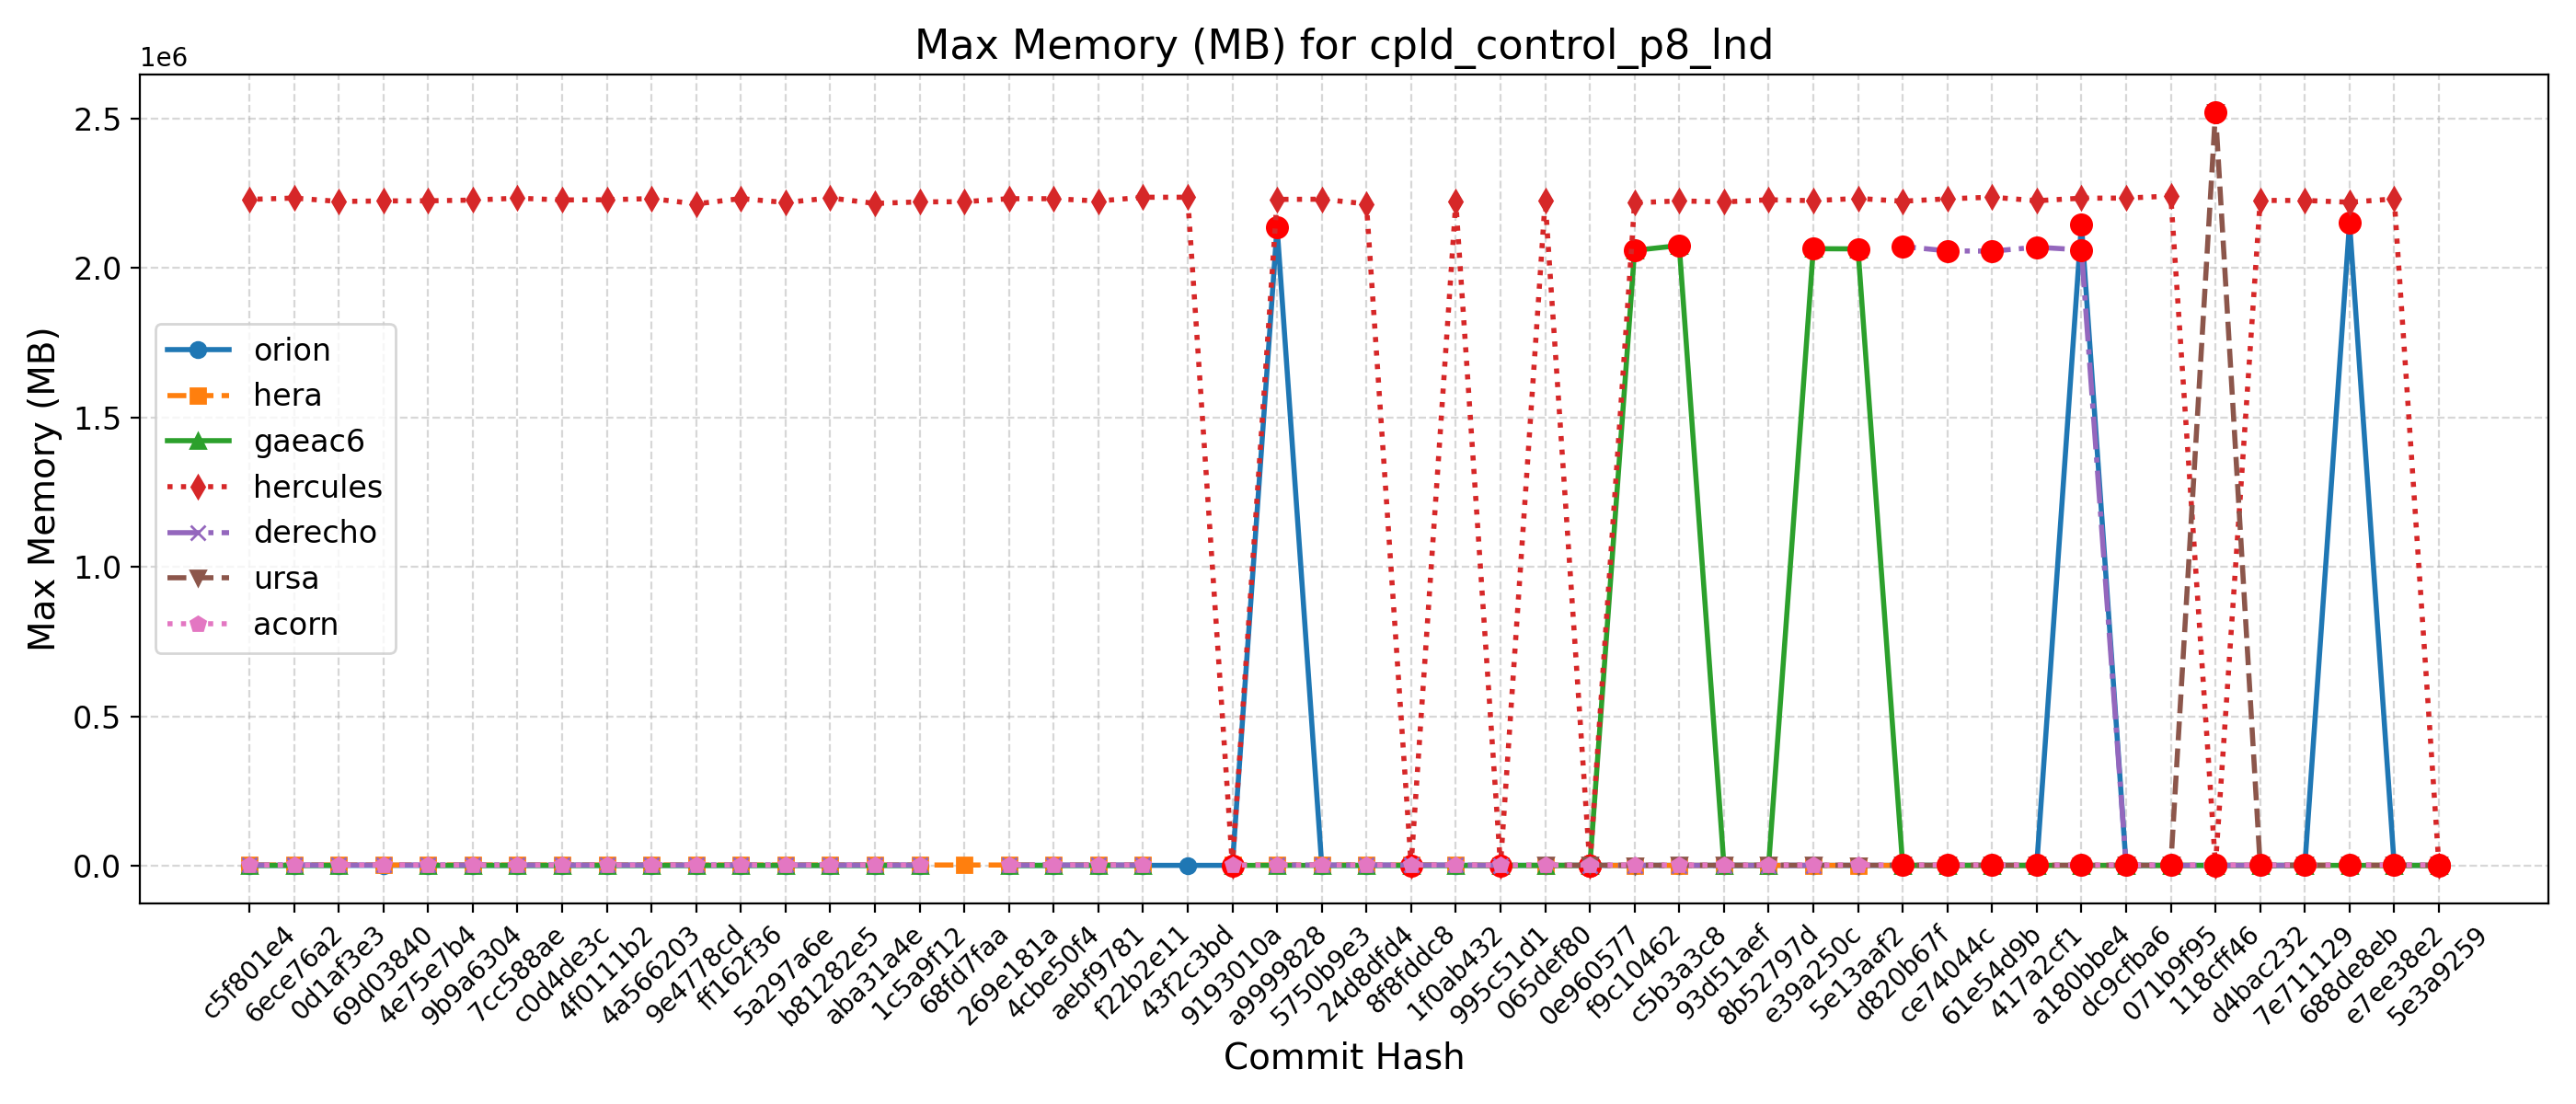 Max Memory (MB) for cpld_control_p8_lnd
1e6
2.5
2.0
1.5
1.0
0.5
0.0
Max Memory (MB)
orion
hera
gaeac6
hercules
derecho
ursa
acorn
c5f801e4
6ece76a2
0d1af3e3
69d03840
4e75e7b4
9b9a6304
7cc588ae
c0d4de3c
4f0111b2
4a566203
9e4778cd
ff162f36
5a297a6e
b81282e5
aba31a4e
1c5a9f12
68fd7faa
269e181a
4cbe50f4
aebf9781
f22b2e11
43f2c3bd
9193010a
a9999828
5750b9e3
24d8dfd4
8f8fddc8
1f0ab432
995c51d1
065def80
0e960577
f9c10462
c5b3a3c8
93d51aef
8b52797d
e39a250c
5e13aaf2
d820b67f
ce74044c
61e54d9b
417a2cf1
a180bbe4
dc9cfba6
071b9f95
118cff46
d4bac232
7e711129
688de8eb
e7ee38e2
5e3a9259
Commit Hash